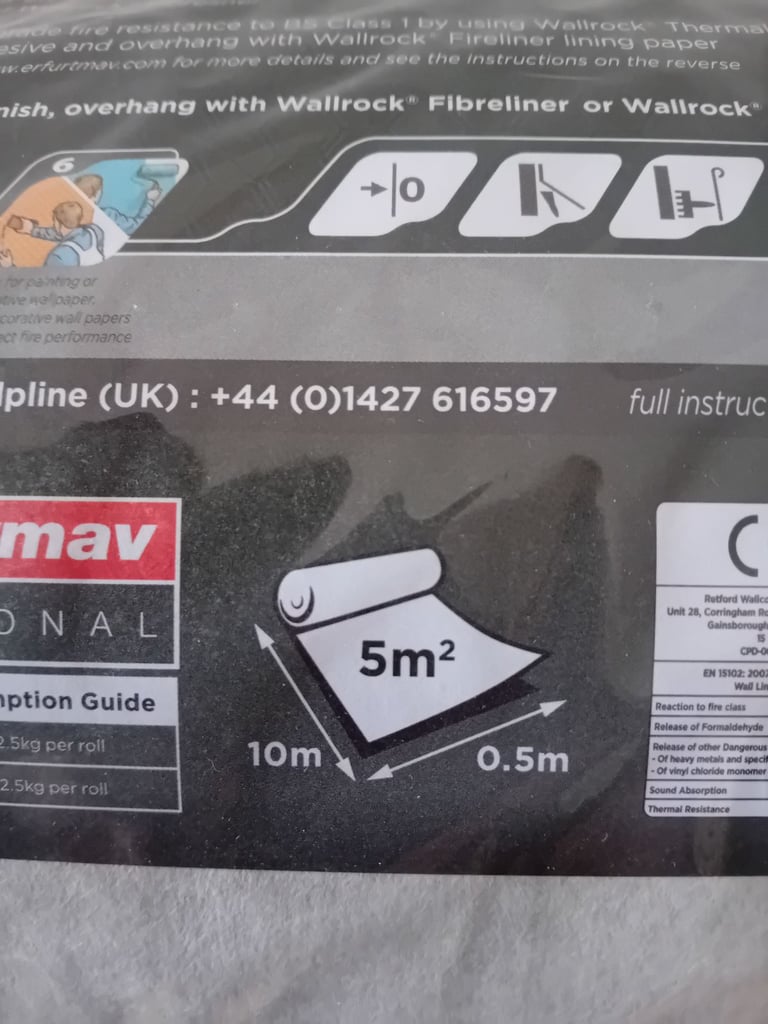 fire resistance to BS Class 1 by using Wallrock® Thermal
esive and overhang with Wallrock® Fireliner lining paper
w.erfurtmav.com for more details and see the instructions on the reverse
nish, overhang with Wallrock® Fibreliner or Wallrock®
6
0
for painting or
ative wallpaper,
corative wall papers
ect fire performance
lpline (UK) : +44 (0)1427 616597
full instruc
mav
ONAL
mption Guide
2.5kg per roll
2.5kg per roll
5m²
10m
0.5m
CE
Retford Wallco
Unit 28, Corringham Ro
Gainsborough
15
CPD-00
EN 15102: 2007
Wall Lin
Reaction to fire class
Release of Formaldehyde
Release of other Dangerous
- Of heavy metals and specif
- Of vinyl chloride monomer
Sound Absorption
Thermal Resistance